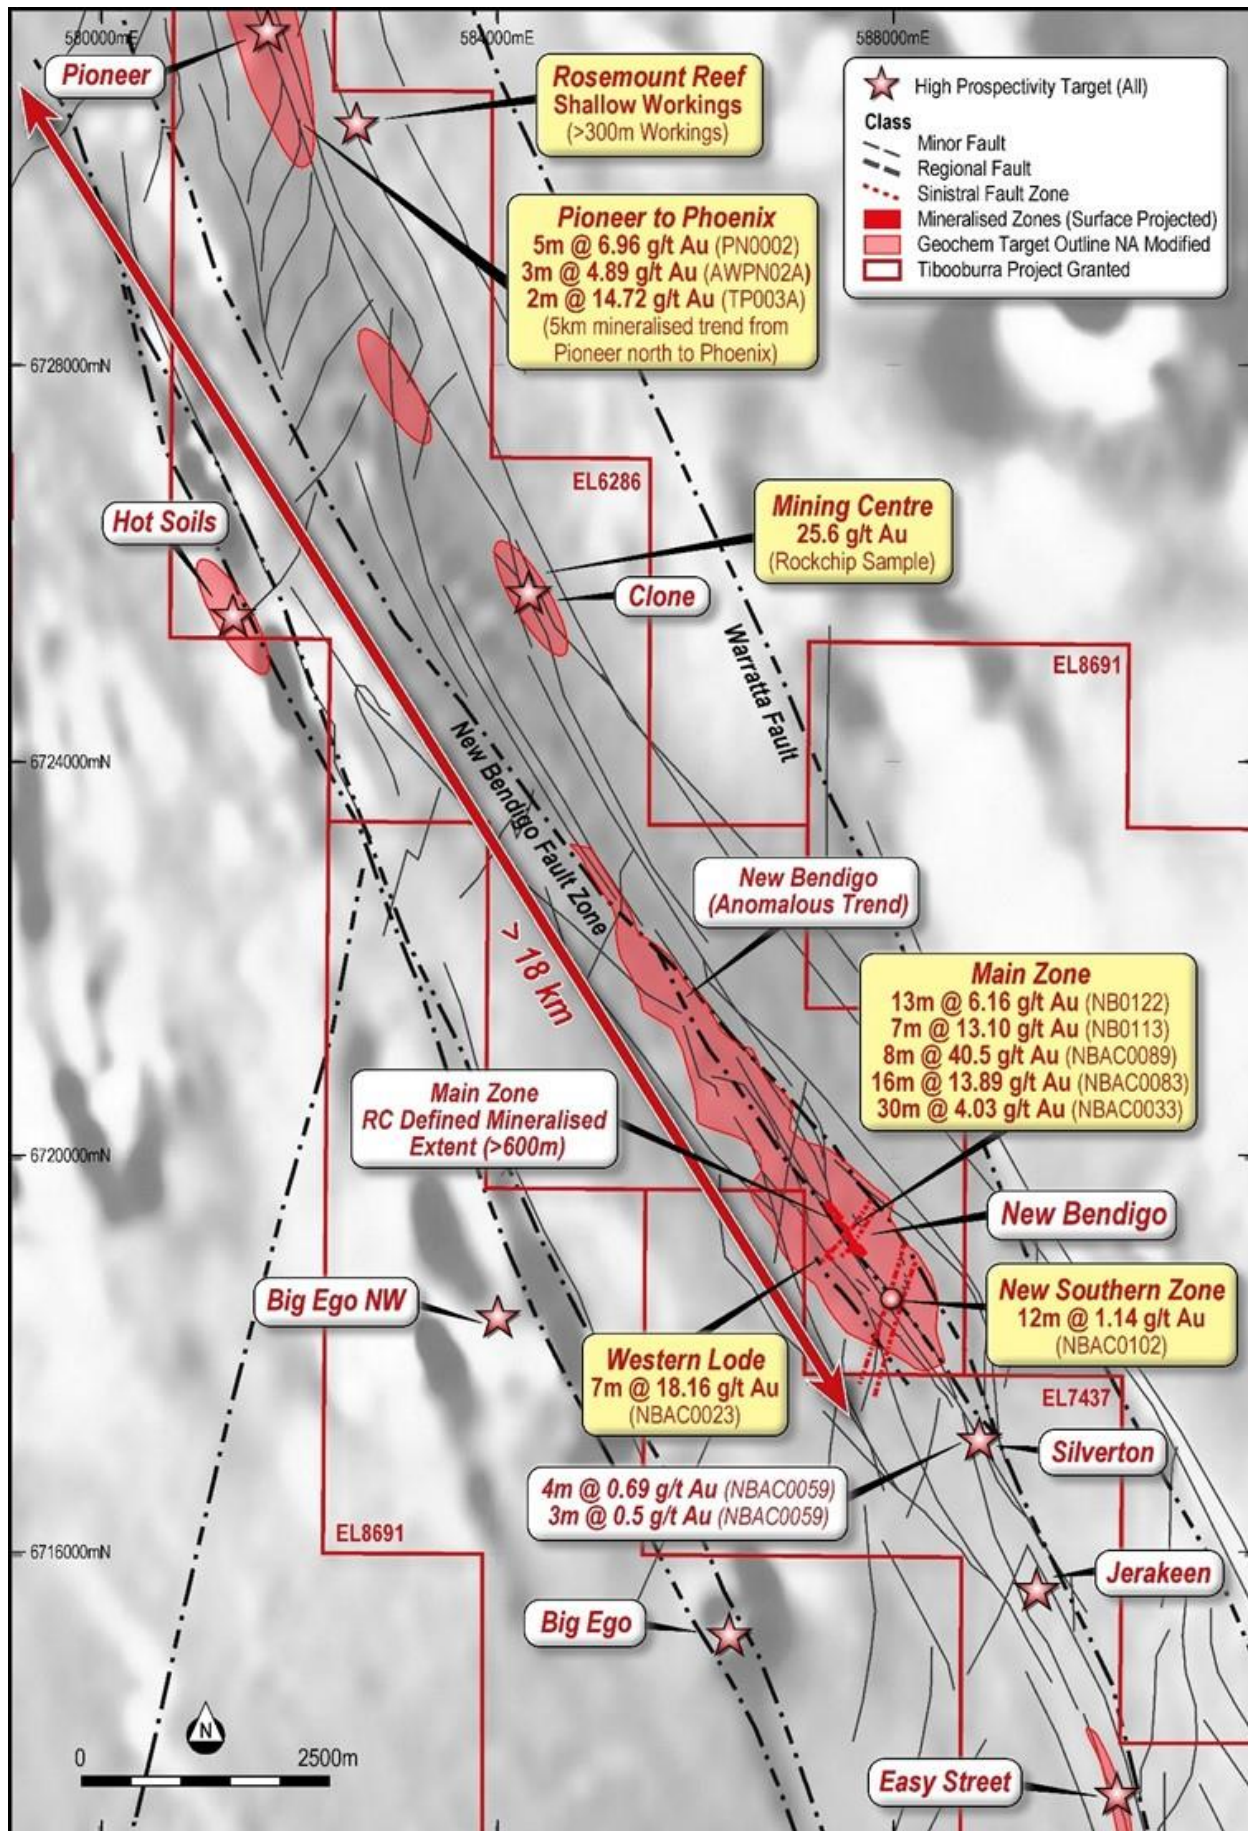 580000mE
584000mE
588000mE
Pioneer
Rosemount Reef
Shallow Workings
(>300m Workings)
High Prospectivity Target (All)
Class
Minor Fault
Regional Fault
Sinistral Fault Zone
Mineralised Zones (Surface Projected)
Geochem Target Outline NA Modified
Tibooburra Project Granted
Pioneer to Phoenix
5m @ 6.96 g/t Au (PN0002)
3m @ 4.89 g/t Au (AWPN02A)
2m @ 14.72 g/t Au (TP003A)
(5km mineralised trend from
Pioneer north to Phoenix)
6728000mN
EL6286
Mining Centre
25.6 g/t Au
(Rockchip Sample)
Hot Soils
Clone
Warratta Fault
EL8691
New Bendigo Fault Zone
6724000mN
New Bendigo
(Anomalous Trend)
> 18 km
Main Zone
13m @ 6.16 g/t Au (NB0122)
7m @ 13.10 g/t Au (NB0113)
8m @ 40.5 g/t Au (NBAC0089)
16m @ 13.89 g/t Au (NBAC0083)
30m @ 4.03 g/t Au (NBAC0033)
Main Zone
RC Defined Mineralised
Extent (>600m)
6720000mN
New Bendigo
Big Ego NW
New Southern Zone
12m @ 1.14 g/t Au
(NBAC0102)
Western Lode
7m @ 18.16 g/t Au
(NBAC0023)
EL7437
Silverton
4m @ 0.69 g/t Au (NBAC0059)
3m @ 0.5 g/t Au (NBAC0059)
EL8691
6716000mN
Jerakeen
Big Ego
N
0 2500m
Easy Street